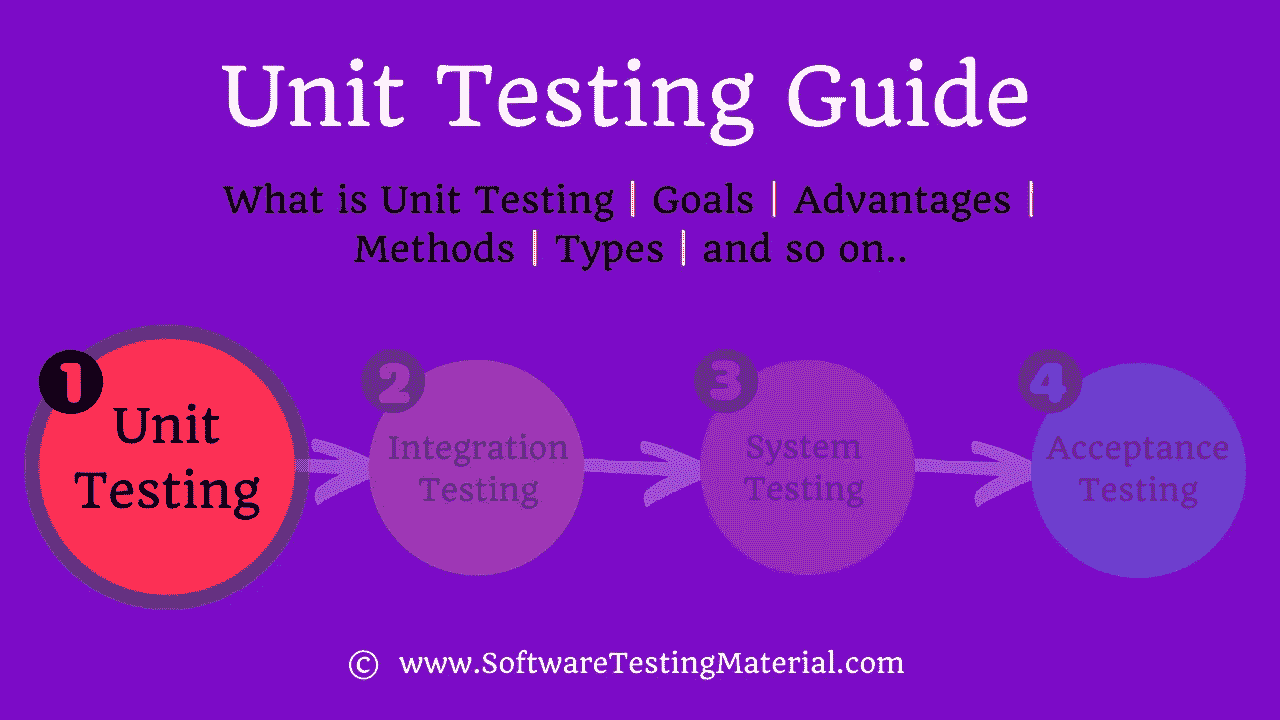 Unit Testing Guide
What is Unit Testing | Goals | Advantages |
Methods | Types | and so on..
1
Unit
Testing
2
Integration
Testing
3
System
Testing
4
Acceptance
Testing
© www.SoftwareTestingMaterial.com